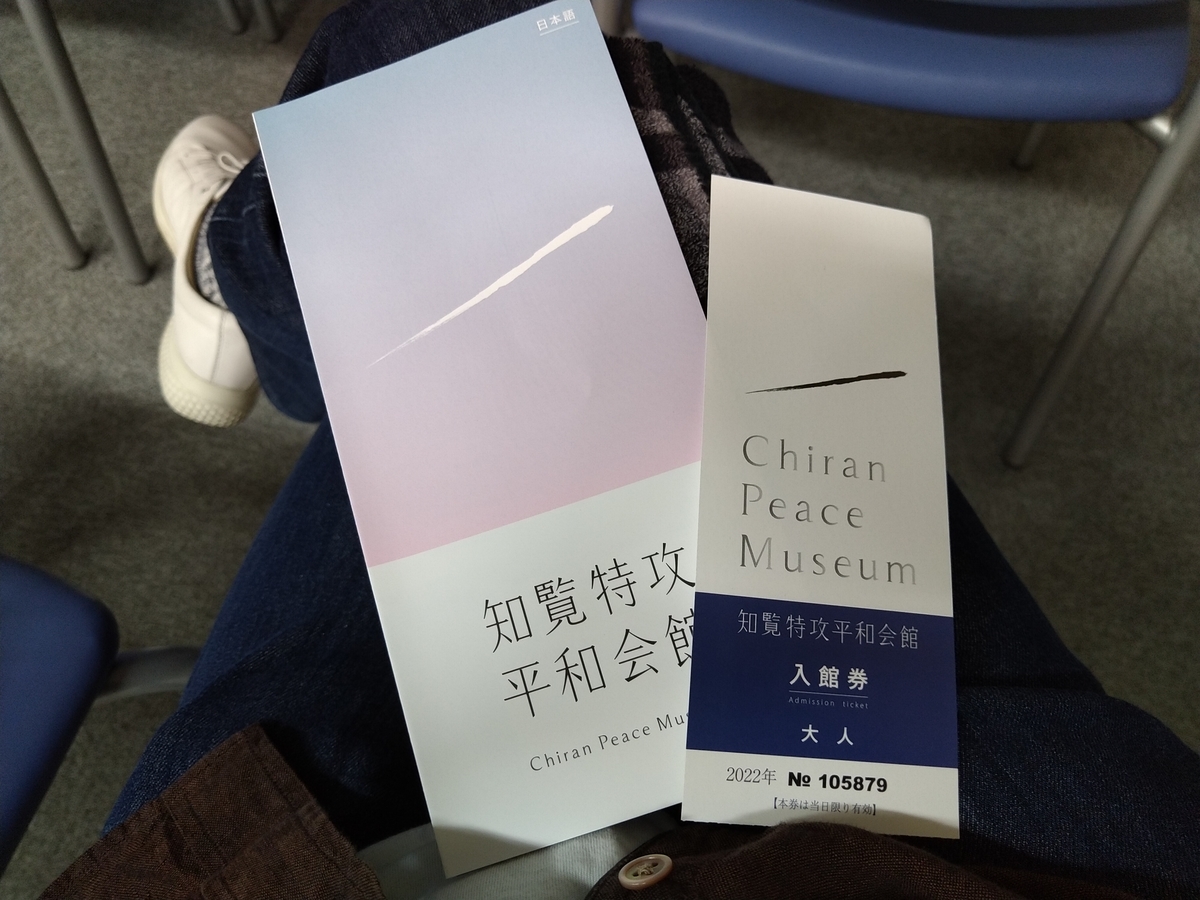 日本語
知覧特攻
平和会館
Chiran Peace Mu
Chiran
Peace
Museum
知覧特攻平和会館
入館券
Admission ticket
大人
2022年 № 105879
【本券は当日限り有効】